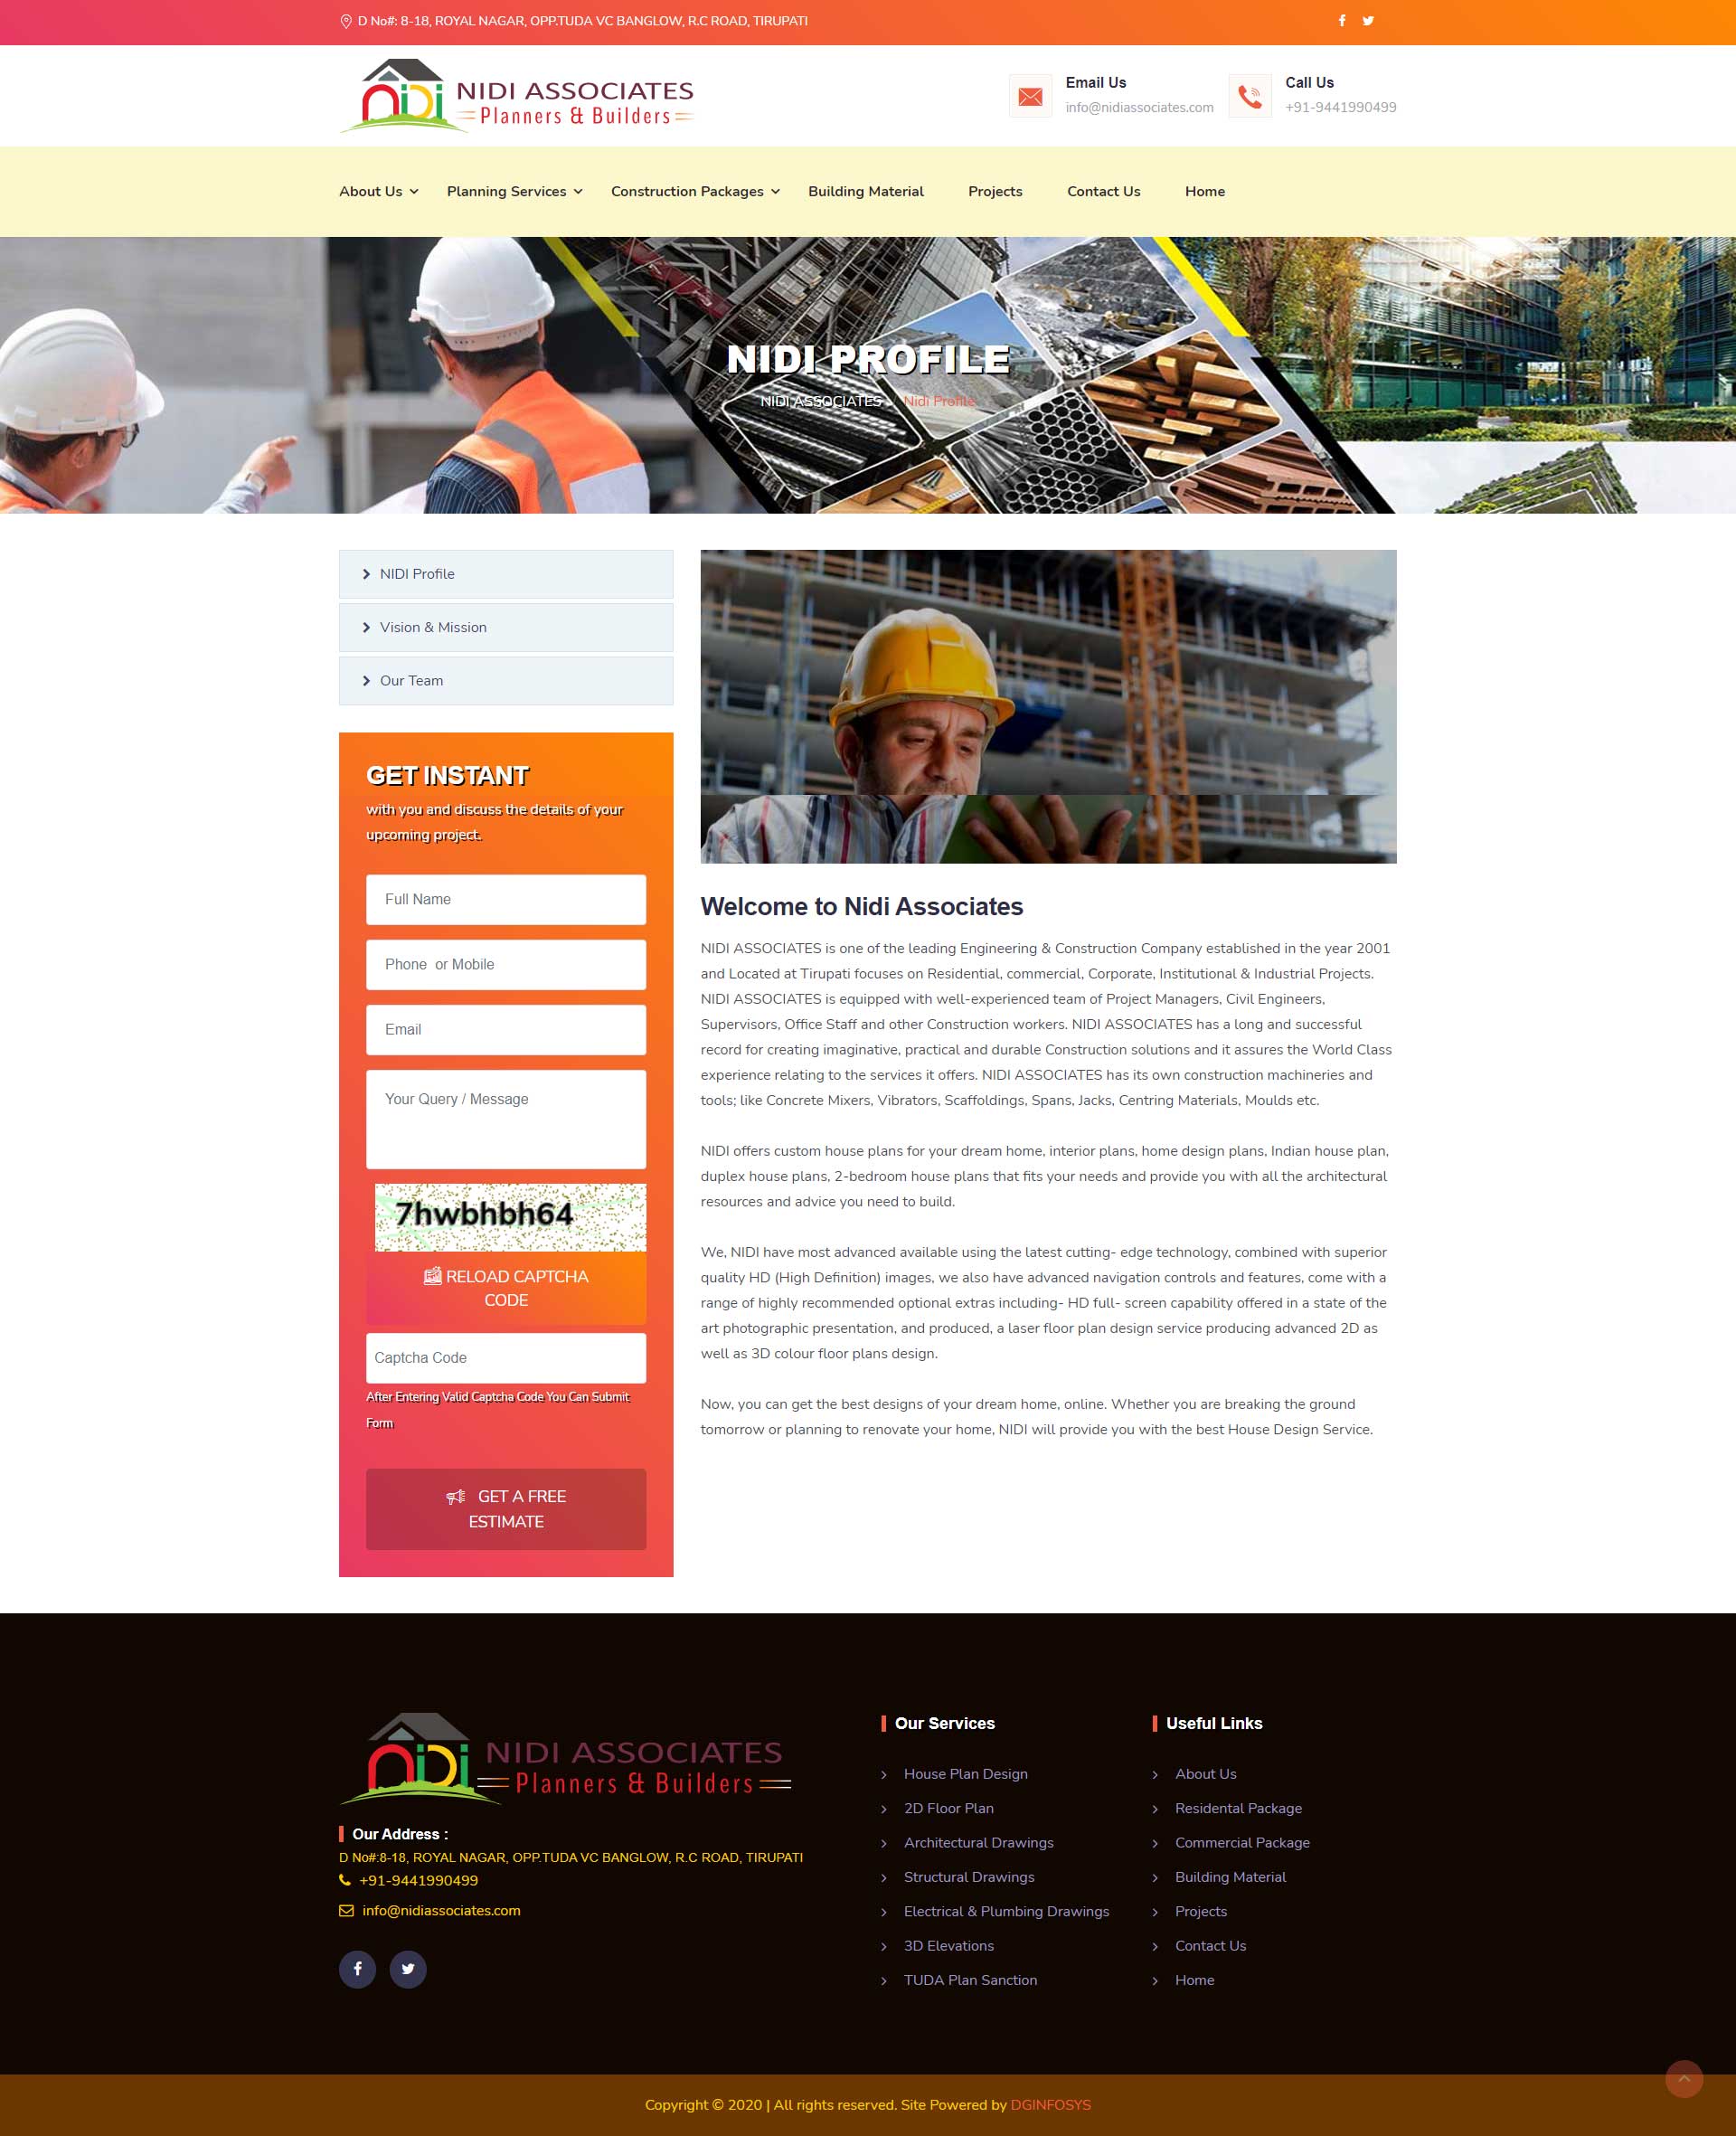 D No#: 8-18, ROYAL NAGAR, OPP.TUDA VC BANGLOW, R.C ROAD, TIRUPATI
NIDI ASSOCIATES
Planners & Builders
Email Us
info@nidiassociates.com
Call Us
+91-9441990499
About Us
Planning Services
Construction Packages
Building Material
Projects
Contact Us
Home
NIDI PROFILE
NIDI ASSOCIATES
Nidi Profile
NIDI Profile
Vision & Mission
Our Team
GET INSTANT
with you and discuss the details of your
upcoming project.
Full Name
Phone  or Mobile
Email
Your Query / Message
7hwbhbh64
RELOAD CAPTCHA
CODE
Captcha Code
After Entering Valid Captcha Code You Can Submit
Form
GET A FREE
ESTIMATE
Welcome to Nidi Associates
NIDI ASSOCIATES is one of the leading Engineering & Construction Company established in the year 2001
and Located at Tirupati focuses on Residential, commercial, Corporate, Institutional & Industrial Projects.
NIDI ASSOCIATES is equipped with well-experienced team of Project Managers, Civil Engineers,
Supervisors, Office Staff and other Construction workers. NIDI ASSOCIATES has a long and successful
record for creating imaginative, practical and durable Construction solutions and it assures the World Class
experience relating to the services it offers. NIDI ASSOCIATES has its own construction machineries and
tools; like Concrete Mixers, Vibrators, Scaffoldings, Spans, Jacks, Centring Materials, Moulds etc.
NIDI offers custom house plans for your dream home, interior plans, home design plans, Indian house plan,
duplex house plans, 2-bedroom house plans that fits your needs and provide you with all the architectural
resources and advice you need to build.
We, NIDI have most advanced available using the latest cutting- edge technology, combined with superior
quality HD (High Definition) images, we also have advanced navigation controls and features, come with a
range of highly recommended optional extras including- HD full- screen capability offered in a state of the
art photographic presentation, and produced, a laser floor plan design service producing advanced 2D as
well as 3D colour floor plans design.
Now, you can get the best designs of your dream home, online. Whether you are breaking the ground
tomorrow or planning to renovate your home, NIDI will provide you with the best House Design Service.
NIDI ASSOCIATES
Planners & Builders
Our Address :
D No#:8-18, ROYAL NAGAR, OPP.TUDA VC BANGLOW, R.C ROAD, TIRUPATI
+91-9441990499
info@nidiassociates.com
Our Services
House Plan Design
2D Floor Plan
Architectural Drawings
Structural Drawings
Electrical & Plumbing Drawings
3D Elevations
TUDA Plan Sanction
Useful Links
About Us
Residental Package
Commercial Package
Building Material
Projects
Contact Us
Home
Copyright © 2020 | All rights reserved. Site Powered by DGINFOSYS